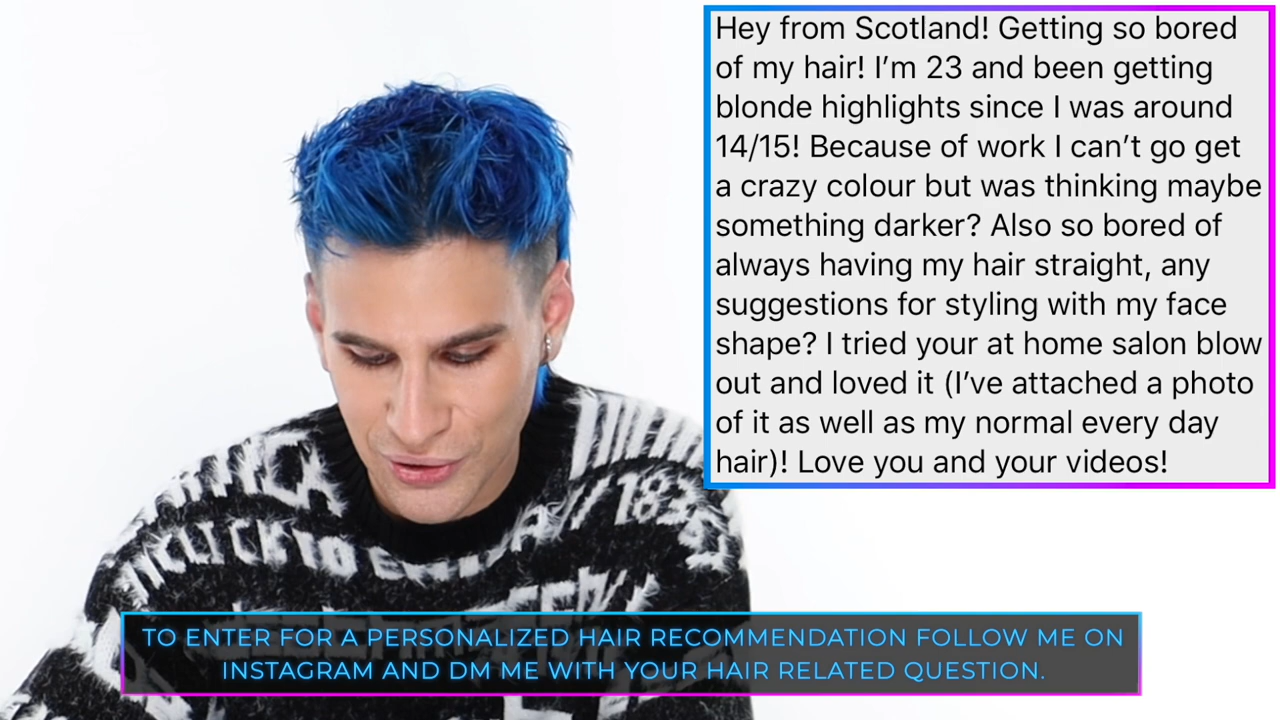 Hey from Scotland! Getting so bored
of my hair! I’m 23 and been getting
blonde highlights since I was around
14/15! Because of work I can’t go get
a crazy colour but was thinking maybe
something darker? Also so bored of
always having my hair straight, any
suggestions for styling with my face
shape? I tried your at home salon blow
out and loved it (I’ve attached a photo
of it as well as my normal every day
hair)! Love you and your videos!
TO ENTER FOR A PERSONALIZED HAIR RECOMMENDATION FOLLOW ME ON
INSTAGRAM AND DM ME WITH YOUR HAIR RELATED QUESTION.